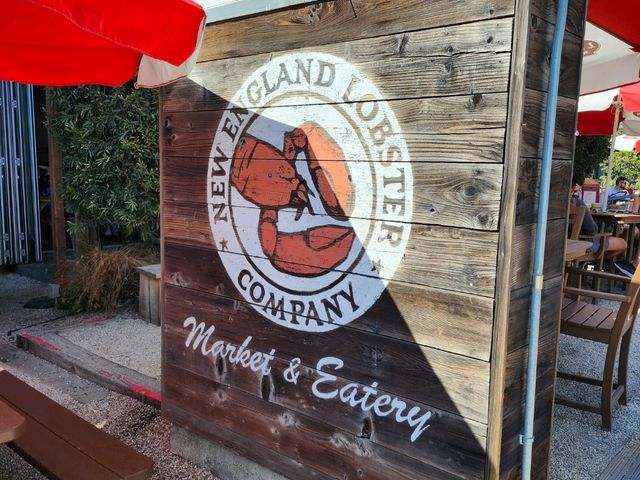 NEW ENGLAND LOBSTER
COMPANY
Market & Eatery